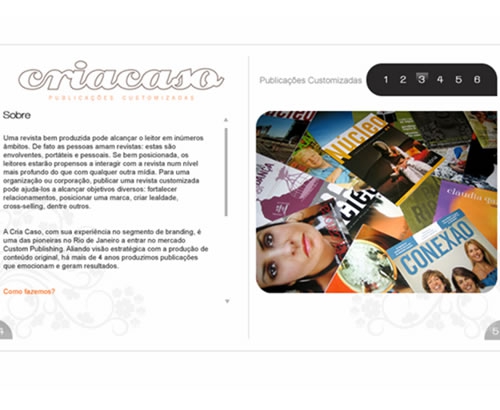 criacaso
PUBLICAÇÕES CUSTOMIZADAS
Sobre
Uma revista bem produzida pode alcançar o leitor em inúmeros
âmbitos. De fato as pessoas amam revistas: estas são
envolventes, portáteis e pessoais. Se bem posicionada, os
leitores estarão propensos a interagir com a revista num nível
mais profundo do que com qualquer outra mídia. Para uma
organização ou corporação, publicar uma revista customizada
pode ajuda-los a alcançar objetivos diversos: fortalecer
relacionamentos, posicionar uma marca, criar lealdade,
cross-selling, dentre outros.
A Cria Caso, com sua experiência no segmento de branding, é
uma das pioneiras no Rio de Janeiro a entrar no mercado
Custom Publishing. Aliando visão estratégica com a produção de
conteúdo original, há mais de 4 anos produzimos publicações
que emocionam e geram resultados.
Como fazemos?
4
Publicações Customizadas
1 2 3 4 5 6
Núcleo
claudia
CONEXÃO
5